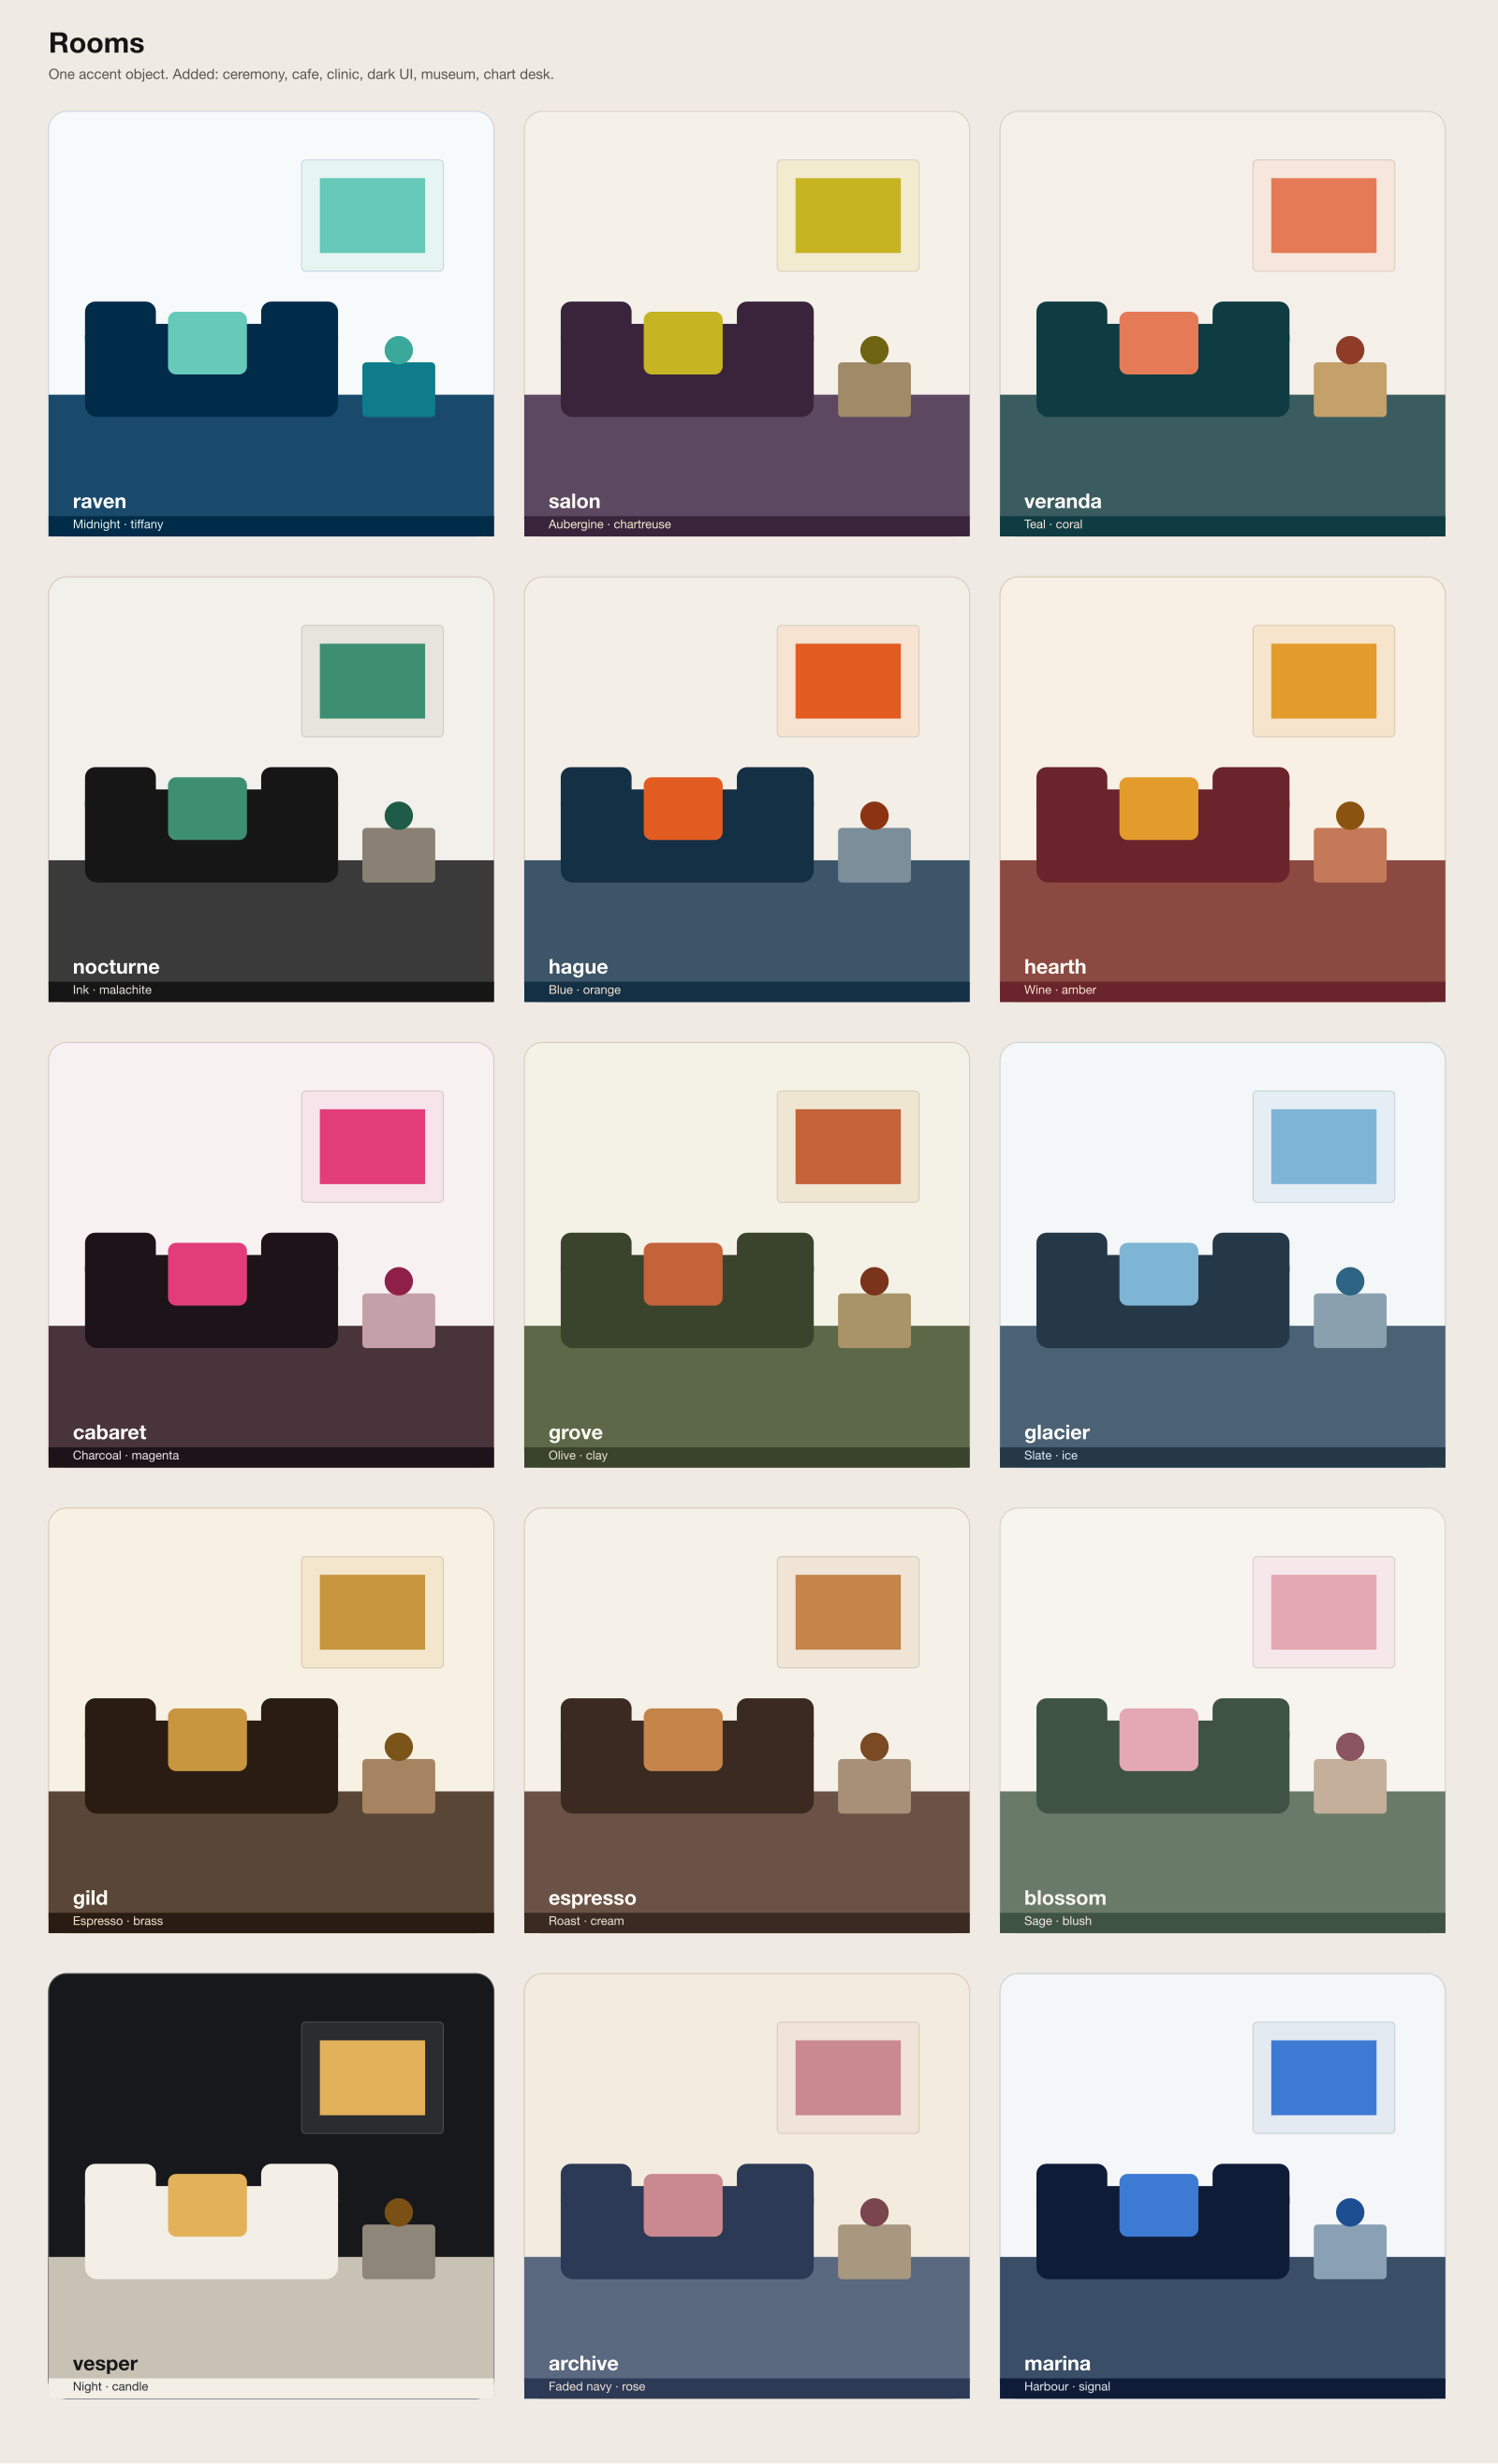 Rooms
One accent object. Added: ceremony, cafe, clinic, dark UI, museum, chart desk.
raven
Midnight · tiffany
salon
Aubergine · chartreuse
veranda
Teal · coral
nocturne
Ink · malachite
hague
Blue · orange
hearth
Wine · amber
cabaret
Charcoal · magenta
grove
Olive · clay
glacier
Slate · ice
gild
Espresso · brass
espresso
Roast · cream
blossom
Sage · blush
vesper
Night · candle
archive
Faded navy · rose
marina
Harbour · signal